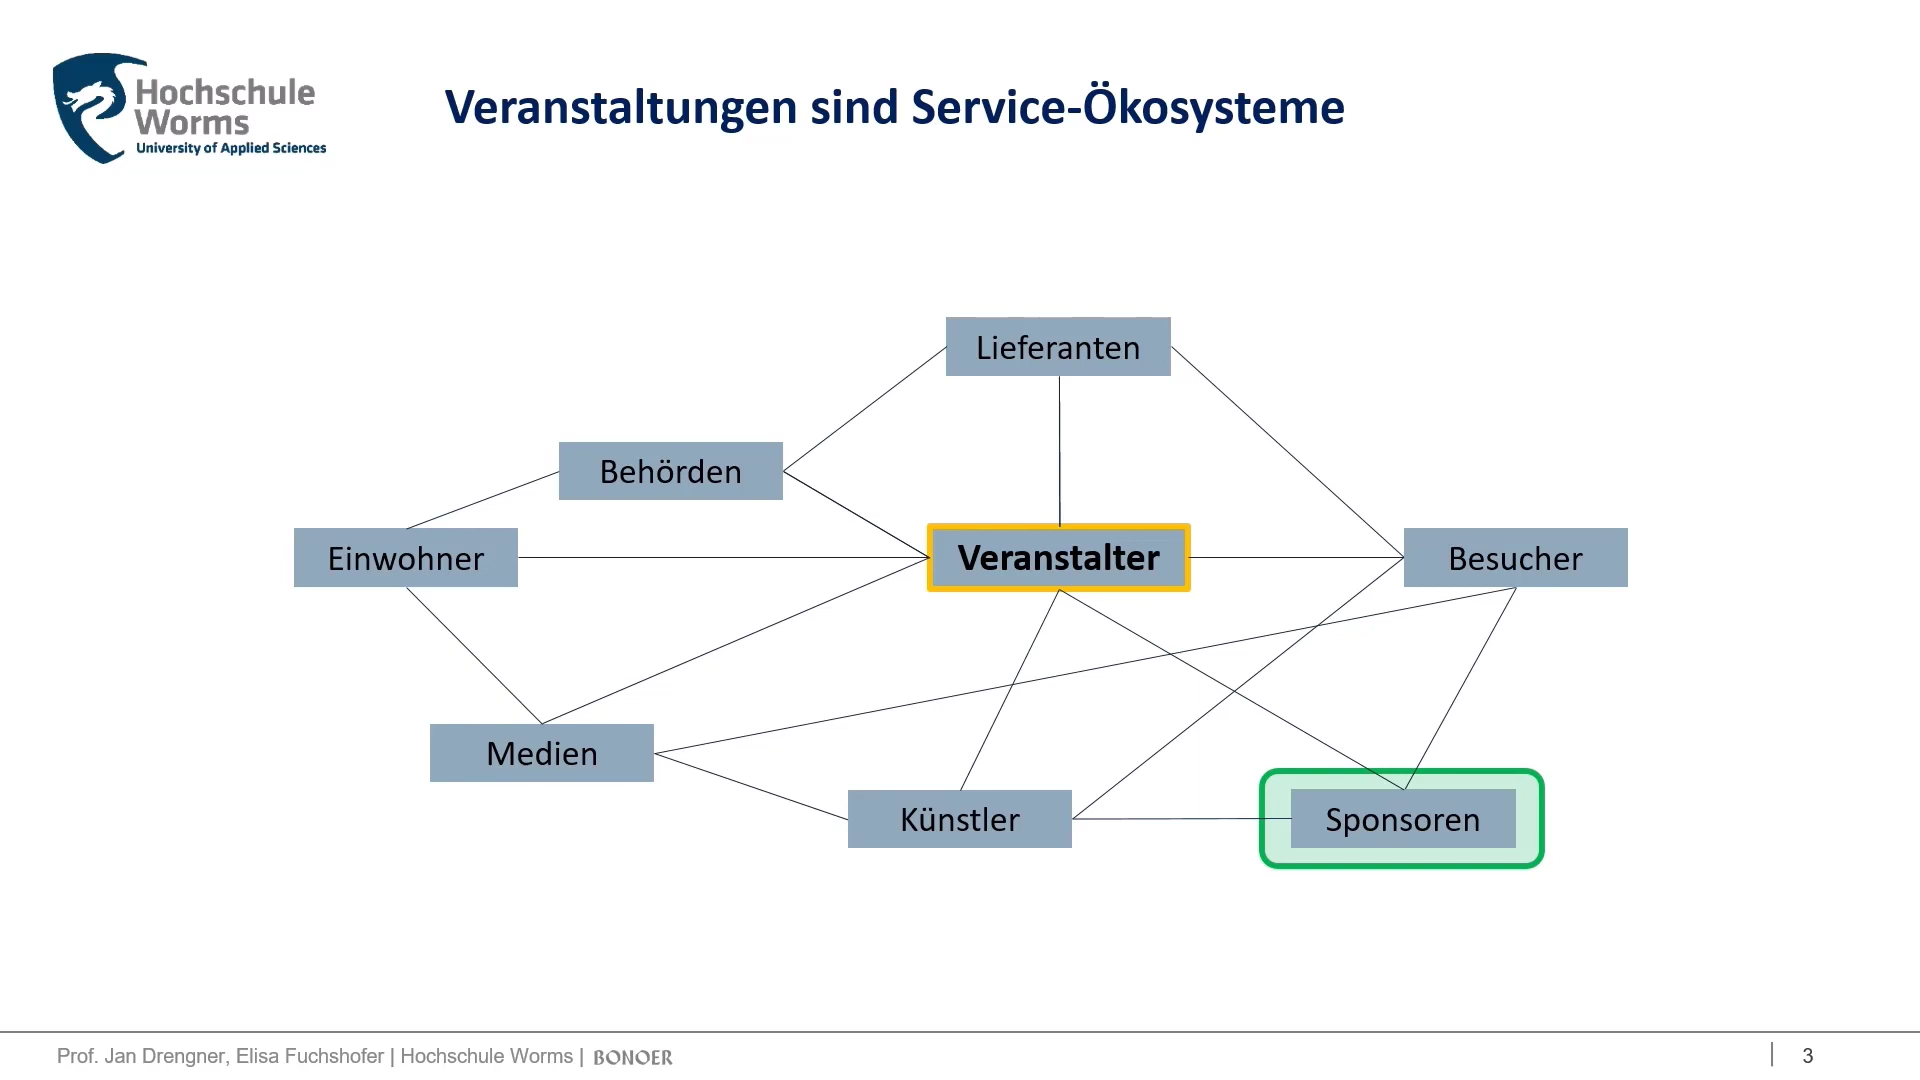 Hochschule
Worms
University of Applied Sciences
Veranstaltungen sind Service-Ökosysteme
Lieferanten
Behörden
Einwohner
Veranstalter
Besucher
Medien
Künstler
Sponsoren
Prof. Jan Drengner, Elisa Fuchshofer | Hochschule Worms | BONOER
3